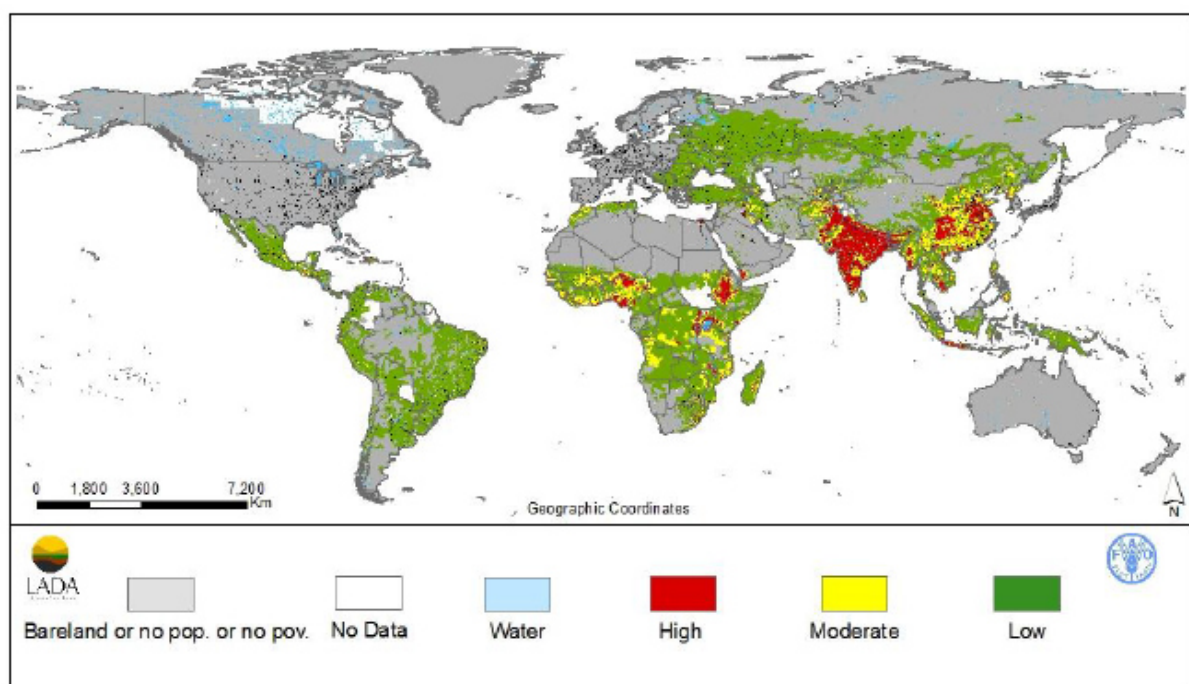 0 1,800 3,600 7,200
Km
Geographic Coordinates
N
LADA
FAO
Bareland or no pop. or no pov.
No Data
Water
High
Moderate
Low